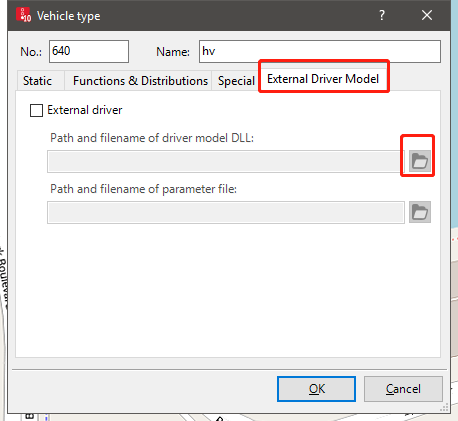 Vehicle type ?
No.: 640 Name: hv
Static Functions & Distributions Special External Driver Model
External driver
Path and filename of driver model DLL:
Path and filename of parameter file:
OK Cancel